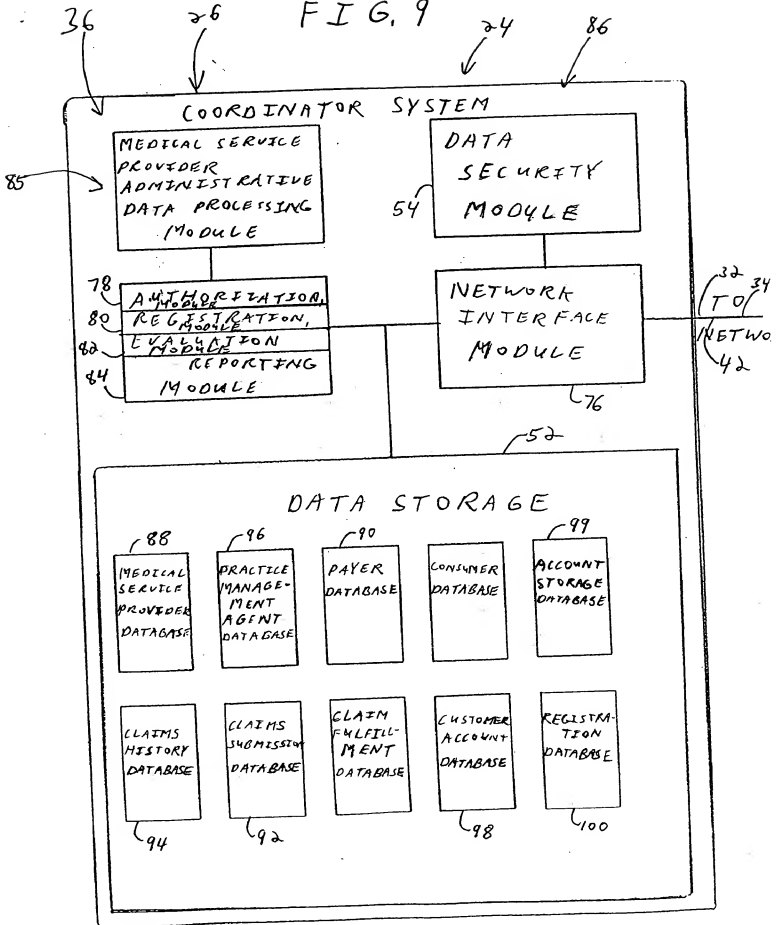 FIG. 9
36
26
24
86
COORDINATOR SYSTEM
MEDICAL SERVICE
PROVIDER
ADMINISTRATIVE
DATA PROCESSING
MODULE
85
DATA
SECURITY
MODULE
54
78
AUTHORIZATION,
MODULE
80
REGISTRATION,
MODULE
82
EVALUATION
MODULE
84
REPORTING
MODULE
NETWORK
INTERFACE
MODULE
76
32
TO
34
NETWO
42
52
DATA STORAGE
88
MEDICAL
SERVICE
PROVIDER
DATABASE
96
PRACTICE
MANAGE-
MENT
AGENT
DATABASE
90
PAYER
DATABASE
CONSUMER
DATABASE
99
ACCOUNT
STORAGE
DATABASE
CLAIMS
HISTORY
DATABASE
94
CLAIMS
SUBMISSION
DATABASE
92
CLAIM
FULFILL-
MENT
DATABASE
CUSTOMER
ACCOUNT
DATABASE
98
REGISTRA-
TION
DATABASE
100